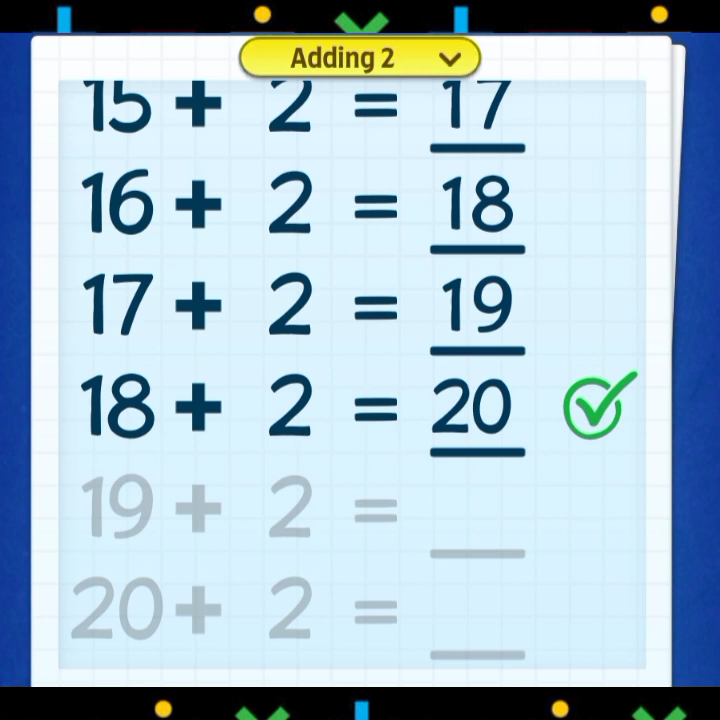 Adding 2
15 + 2 = 17
16 + 2 = 18
17 + 2 = 19
18 + 2 = 20
19 + 2 =
20 + 2 =